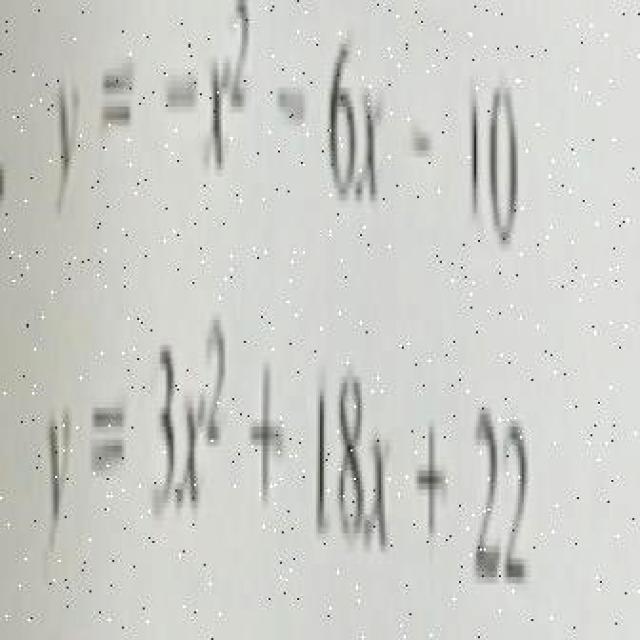 y = -x² - 6x - 10
y = 3x² + 18x + 22